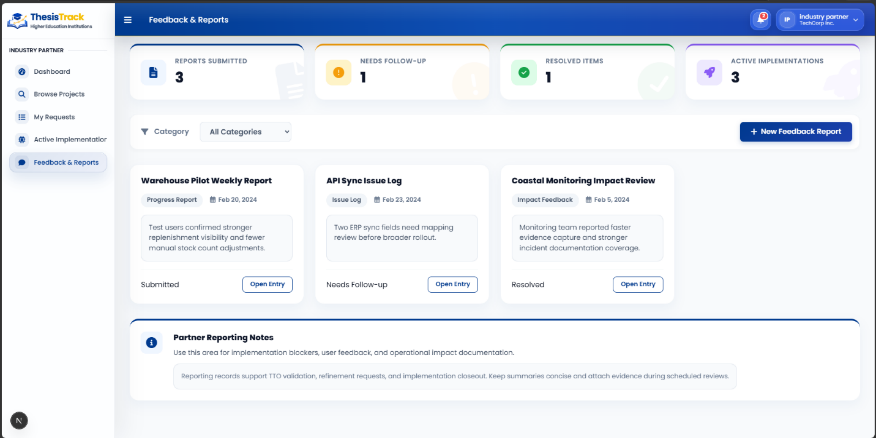 ThesisTrack
Higher Education Institutions
INDUSTRY PARTNER
Dashboard
Browse Projects
My Requests
Active Implementation
Feedback & Reports
N
Feedback & Reports
IP
Industry partner
TechCorp Inc.
REPORTS SUBMITTED
3
NEEDS FOLLOW-UP
1
RESOLVED ITEMS
1
ACTIVE IMPLEMENTATIONS
3
Category
All Categories
+ New Feedback Report
Warehouse Pilot Weekly Report
Progress Report Feb 20, 2024
Test users confirmed stronger
replenishment visibility and fewer
manual stock count adjustments.
Submitted
Open Entry
API Sync Issue Log
Issue Log Feb 23, 2024
Two ERP sync fields need mapping
review before broader rollout.
Needs Follow-up
Open Entry
Coastal Monitoring Impact Review
Impact Feedback Feb 5, 2024
Monitoring team reported faster
evidence capture and stronger
incident documentation coverage.
Resolved
Open Entry
Partner Reporting Notes
Use this area for implementation blockers, user feedback, and operational impact documentation.
Reporting records support TTO validation, refinement requests, and implementation closeout. Keep summaries concise and attach evidence during scheduled reviews.